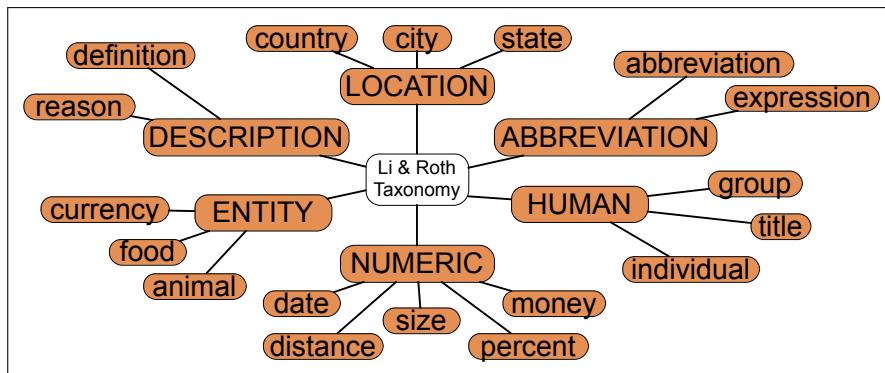 country
city
state
definition
abbreviation
LOCATION
expression
reason
DESCRIPTION
ABBREVIATION
Li & Roth
Taxonomy
group
currency
ENTITY
HUMAN
title
food
individual
animal
NUMERIC
date
size
money
distance
percent